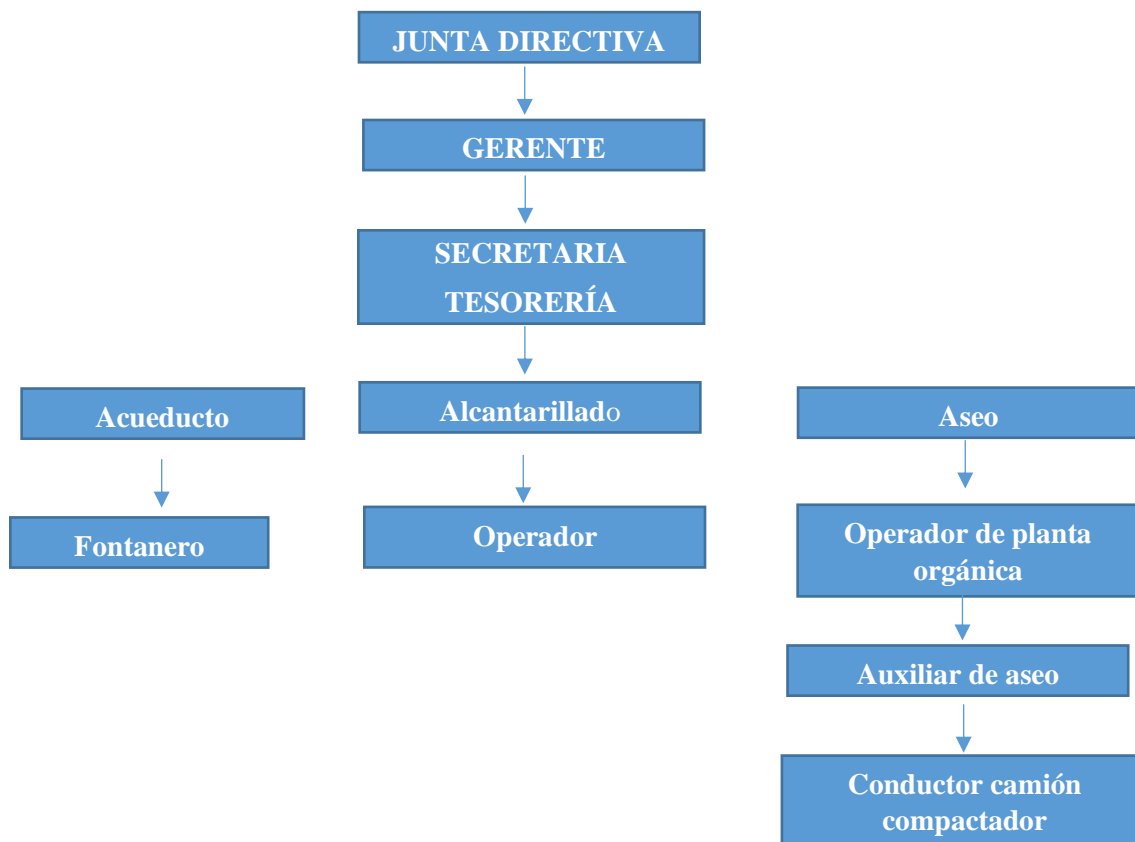 JUNTA DIRECTIVA
GERENTE
SECRETARIA
TESORERÍA
Acueducto
Alcantarillado
Aseo
Fontanero
Operador
Operador de planta
orgánica
Auxiliar de aseo
Conductor camión
compactador